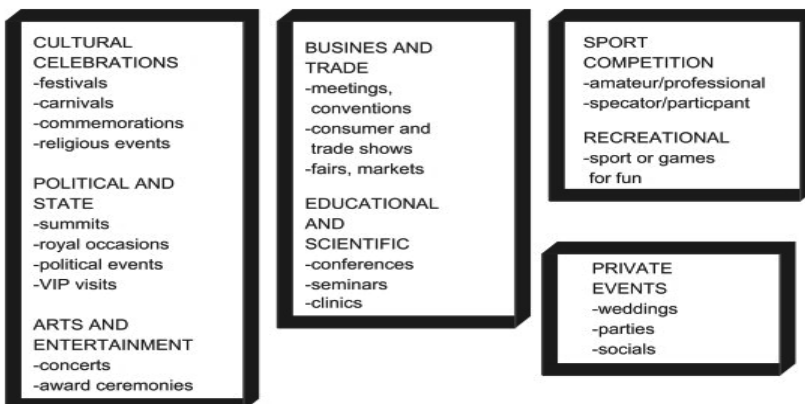 CULTURAL
CELEBRATIONS
-festivals
-carnivals
-commemorations
-religious events
POLITICAL AND
STATE
-summits
-royal occasions
-political events
-VIP visits
ARTS AND
ENTERTAINMENT
-concerts
-award ceremonies
BUSINES AND
TRADE
-meetings,
conventions
-consumer and
trade shows
-fairs, markets
EDUCATIONAL
AND
SCIENTIFIC
-conferences
-seminars
-clinics
SPORT
COMPETITION
-amateur/professional
-specator/particpant
RECREATIONAL
-sport or games
for fun
PRIVATE
EVENTS
-weddings
-parties
-socials